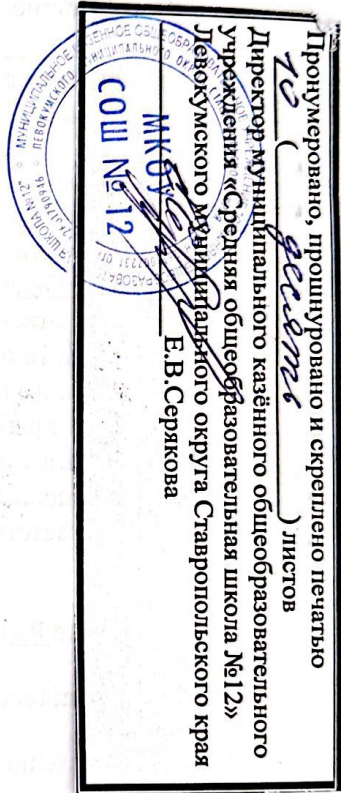 Пронумеровано, прошнуровано и скреплено печатью
10 ( десять ) листов
Директор муниципального казённого общеобразовательного
учреждения «Средняя общеобразовательная школа №12»
Левокумского муниципального округа Ставропольского края
Е.В.Серякова
МКОУ
СОШ № 12